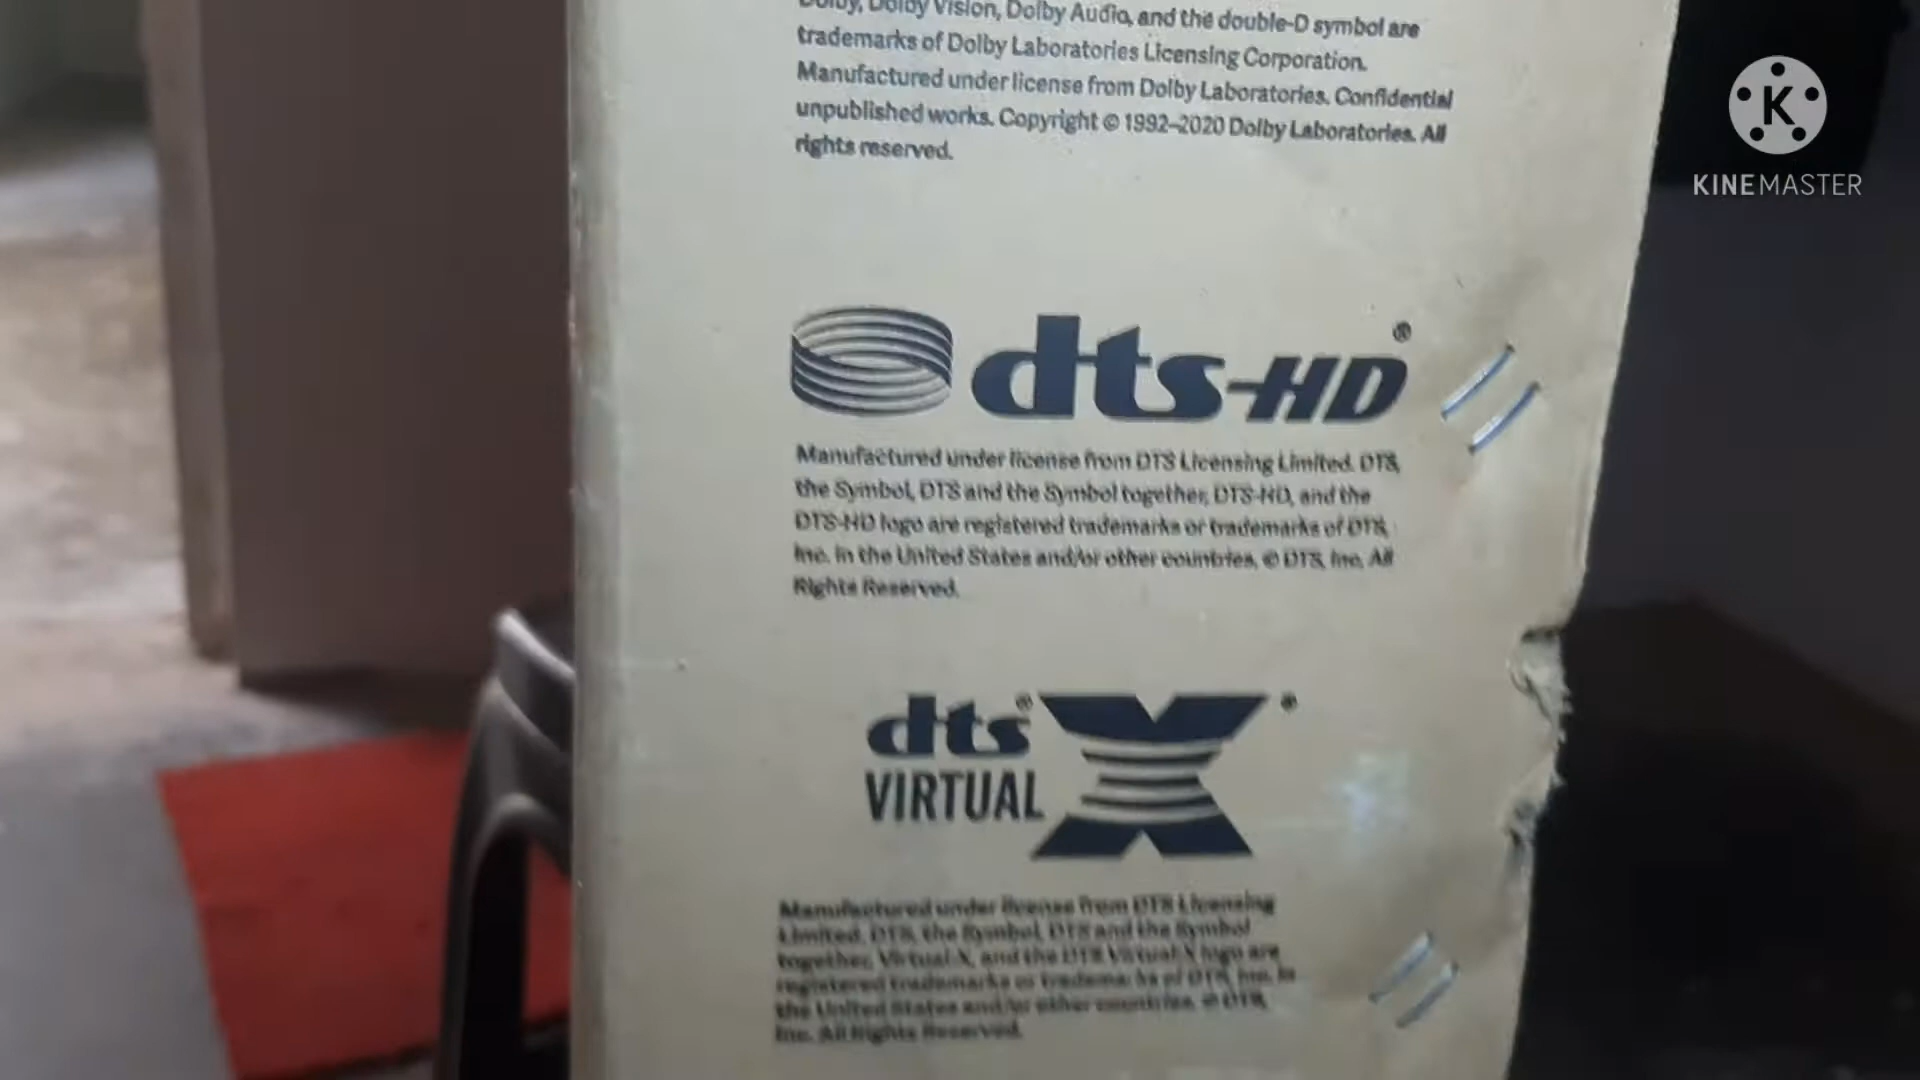 Dolby, Dolby Vision, Dolby Audio, and the double-D symbol are
trademarks of Dolby Laboratories Licensing Corporation.
Manufactured under license from Dolby Laboratories. Confidential
unpublished works. Copyright © 1992–2020 Dolby Laboratories. All
rights reserved.
K
KINEMASTER
dts-HD®
Manufactured under license from DTS Licensing Limited. DTS,
the Symbol, DTS and the Symbol together, DTS-HD, and the
DTS-HD logo are registered trademarks or trademarks of DTS,
Inc. in the United States and/or other countries. © DTS, Inc. All
Rights Reserved.
dts® X®
VIRTUAL
Manufactured under license from DTS Licensing
Limited. DTS, the Symbol, DTS and the Symbol
together, Virtual:X, and the DTS Virtual:X logo are
registered trademarks or trademarks of DTS, Inc. in
the United States and/or other countries. © DTS,
Inc. All Rights Reserved.